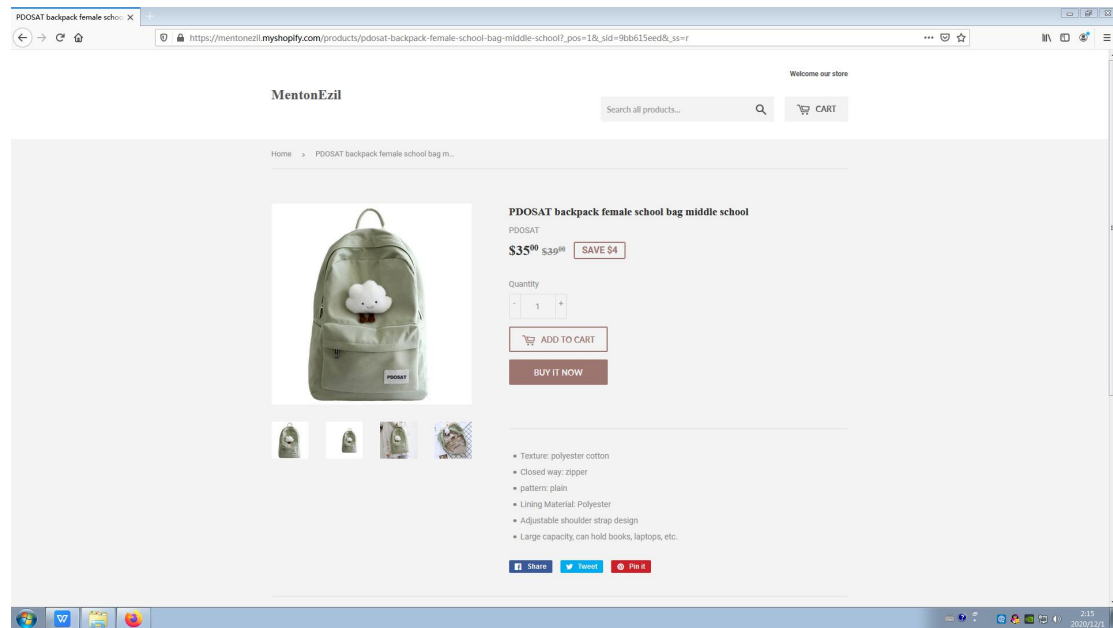 PDOSAT backpack female schoo
https://mentonezil.myshopify.com/products/pdosat-backpack-female-school-bag-middle-school?_pos=1&_sid=9bb615eed&_ss=r
Welcome our store
MentonEzil
Search all products...
CART
Home > PDOSAT backpack female school bag m...
PDOSAT backpack female school bag middle school
PDOSAT
$35⁰⁰ $39⁰⁰ SAVE $4
Quantity
- 1 +
ADD TO CART
BUY IT NOW
PDOSAT
• Texture: polyester cotton
• Closed way: zipper
• pattern: plain
• Lining Material: Polyester
• Adjustable shoulder strap design
• Large capacity, can hold books, laptops, etc.
Share Tweet Pin it
2:15
2020/12/1